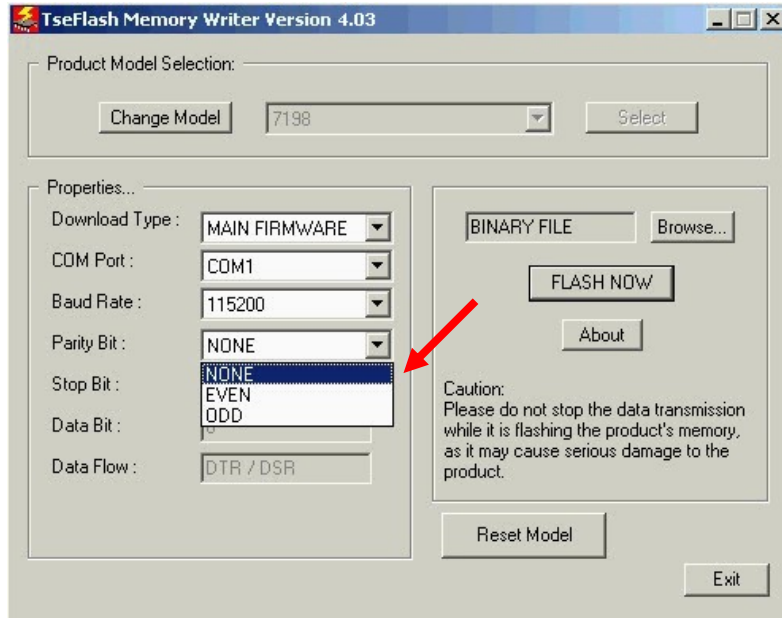 TseFlash Memory Writer Version 4.03
Product Model Selection:
Change Model
7198
Select
Properties...
Download Type :
MAIN FIRMWARE
COM Port :
COM1
Baud Rate :
115200
Parity Bit :
NONE
NONE
EVEN
ODD
Stop Bit :
Data Bit :
Data Flow :
DTR / DSR
BINARY FILE
Browse...
FLASH NOW
About
Caution:
Please do not stop the data transmission
while it is flashing the product's memory,
as it may cause serious damage to the
product.
Reset Model
Exit